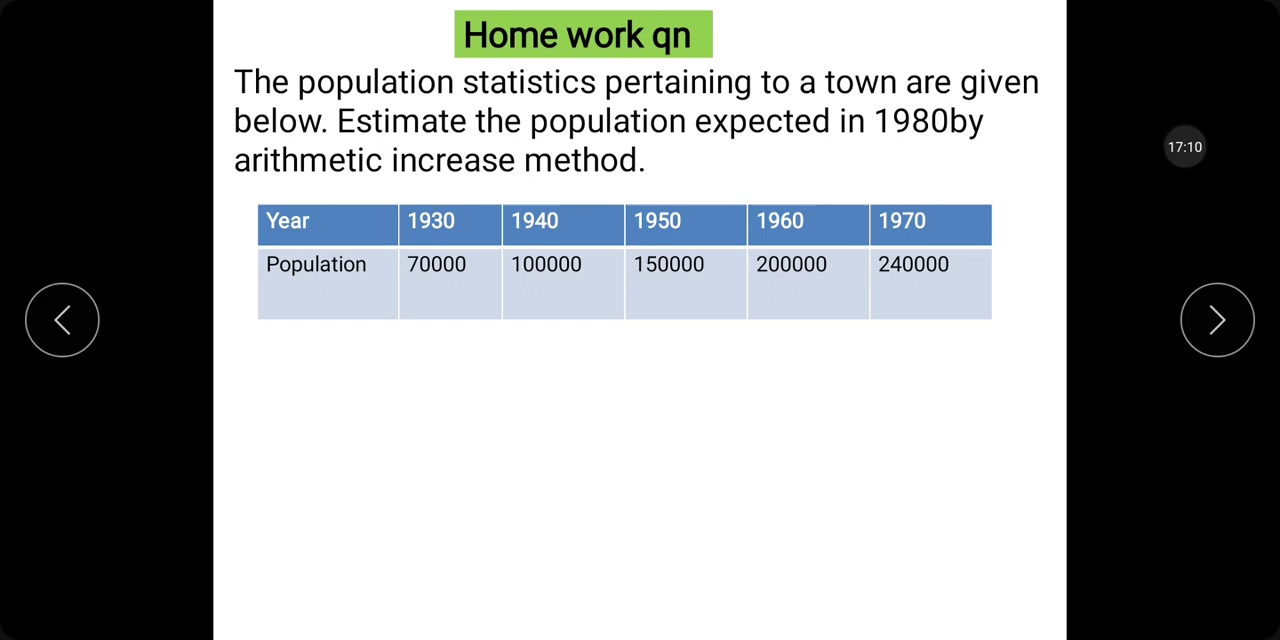 Home work qn
The population statistics pertaining to a town are given
below. Estimate the population expected in 1980by
arithmetic increase method.
17:10
Year 1930 1940 1950 1960 1970
Population 70000 100000 150000 200000 240000